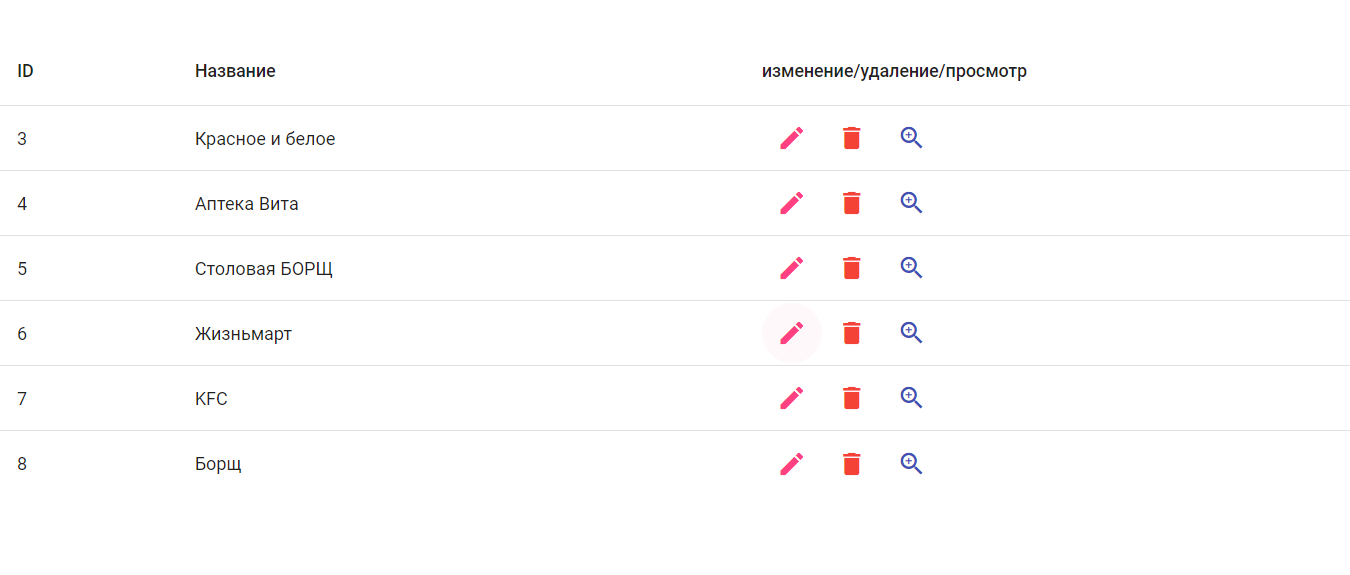 ID Название изменение/удаление/просмотр
3 Красное и белое
4 Аптека Вита
5 Столовая БОРЩ
6 Жизньмарт
7 KFC
8 Борщ